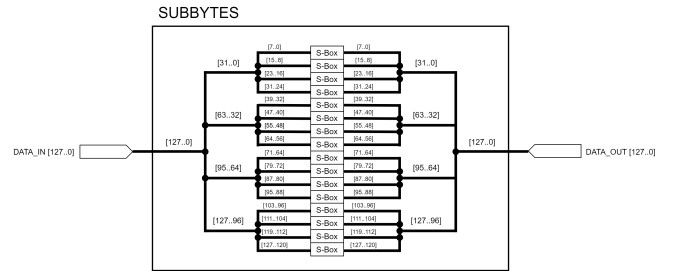 SUBBYTES
[7..0] S-Box [7..0]
[31..0] [15..8] S-Box [15..8] [31..0]
[23..16] S-Box [23..16]
[31..24] S-Box [31..24]
[39..32] S-Box [39..32]
[63..32] [47..40] S-Box [47..40] [63..32]
[55..48] S-Box [55..48]
[64..56] S-Box [64..56]
[127..0] [127..0]
DATA_IN [127..0] DATA_OUT [127..0]
[71..64] S-Box [71..64]
[95..64] [79..72] S-Box [79..72] [95..64]
[87..80] S-Box [87..80]
[95..88] S-Box [95..88]
[103..96] S-Box [103..96]
[127..96] [111..104] S-Box [111..104] [127..96]
[119..112] S-Box [119..112]
[127..120] S-Box [127..120]